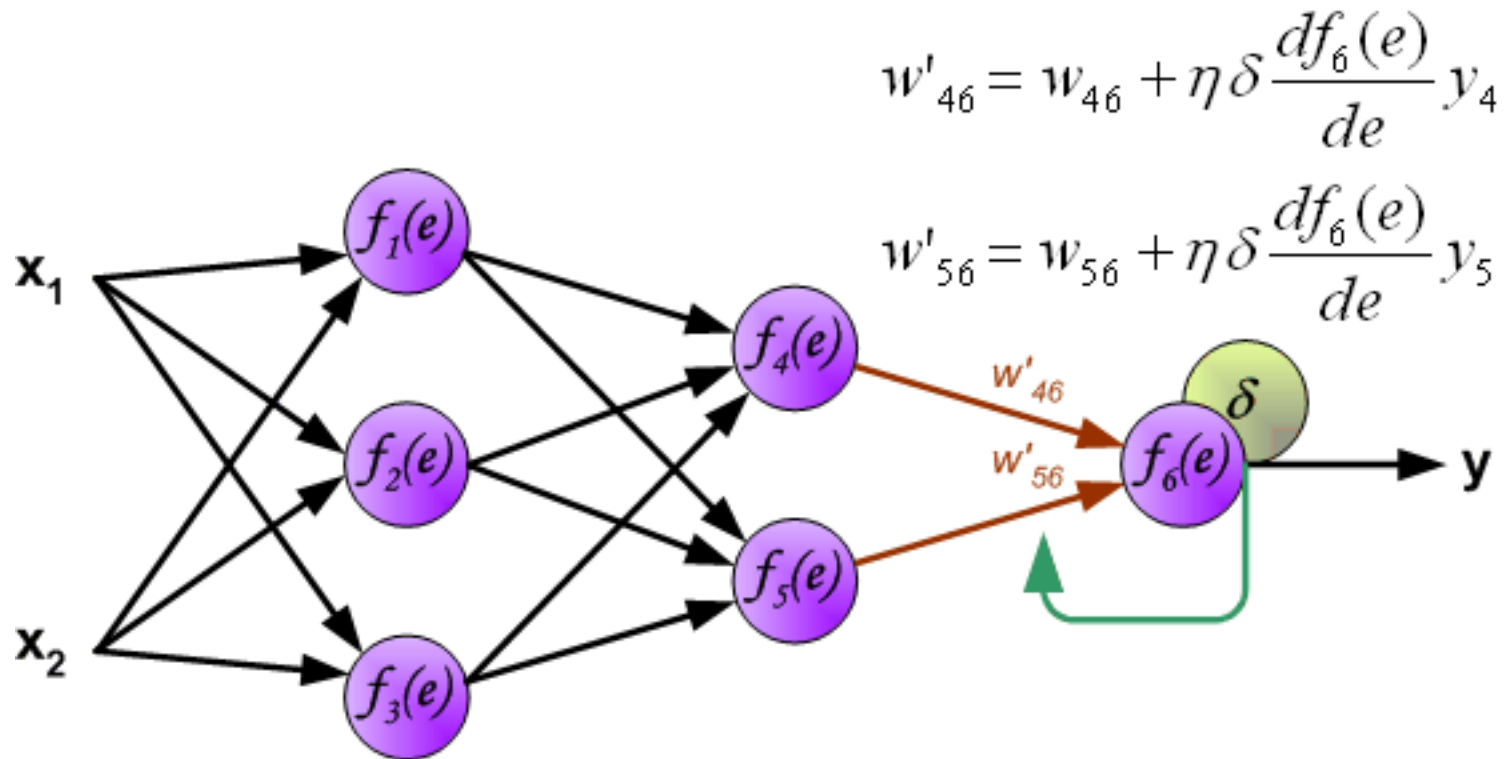 w'₄₆ = w₄₆ + η δ df₆(e)/de y₄
w'₅₆ = w₅₆ + η δ df₆(e)/de y₅
x₁
x₂
f₁(e)
f₂(e)
f₃(e)
f₄(e)
f₅(e)
w'₄₆
w'₅₆
δ
f₆(e)
y